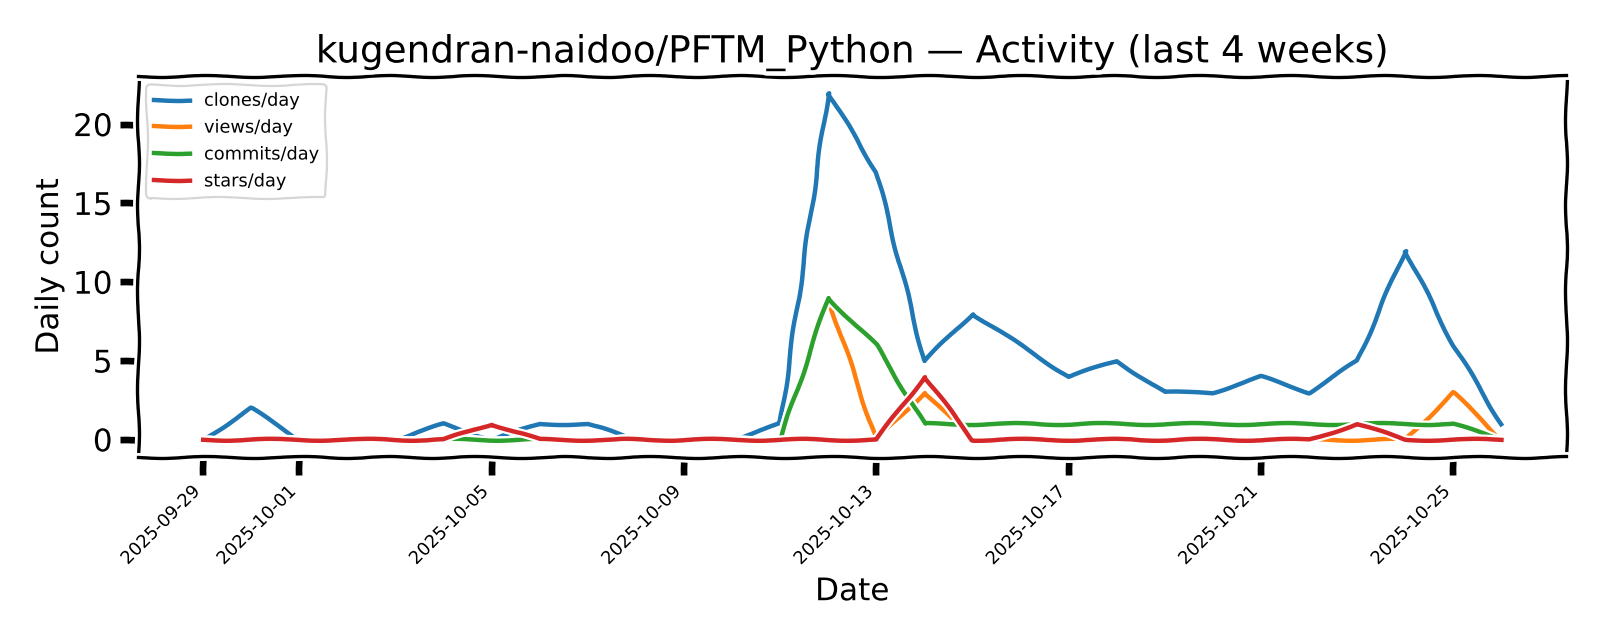 kugendran-naidoo/PFTM_Python — Activity (last 4 weeks)
clones/day
views/day
commits/day
stars/day
Daily count
20
15
10
5
0
2025-09-29
2025-10-01
2025-10-05
2025-10-09
2025-10-13
2025-10-17
2025-10-21
2025-10-25
Date